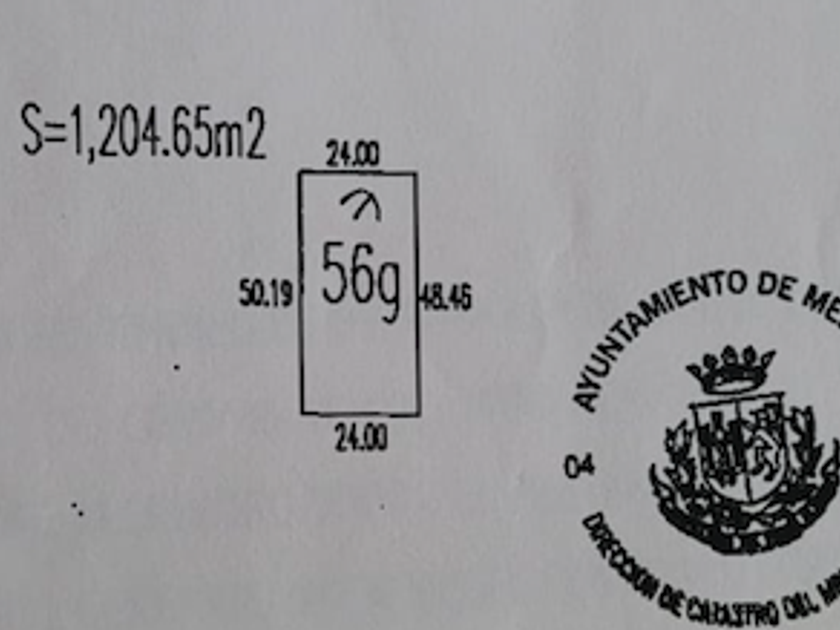 S=1,204.65m2
24.00
56g
50.19
48.46
24.00
AYUNTAMIENTO DE ME
04
DIRECCION DE CATASTRO DEL